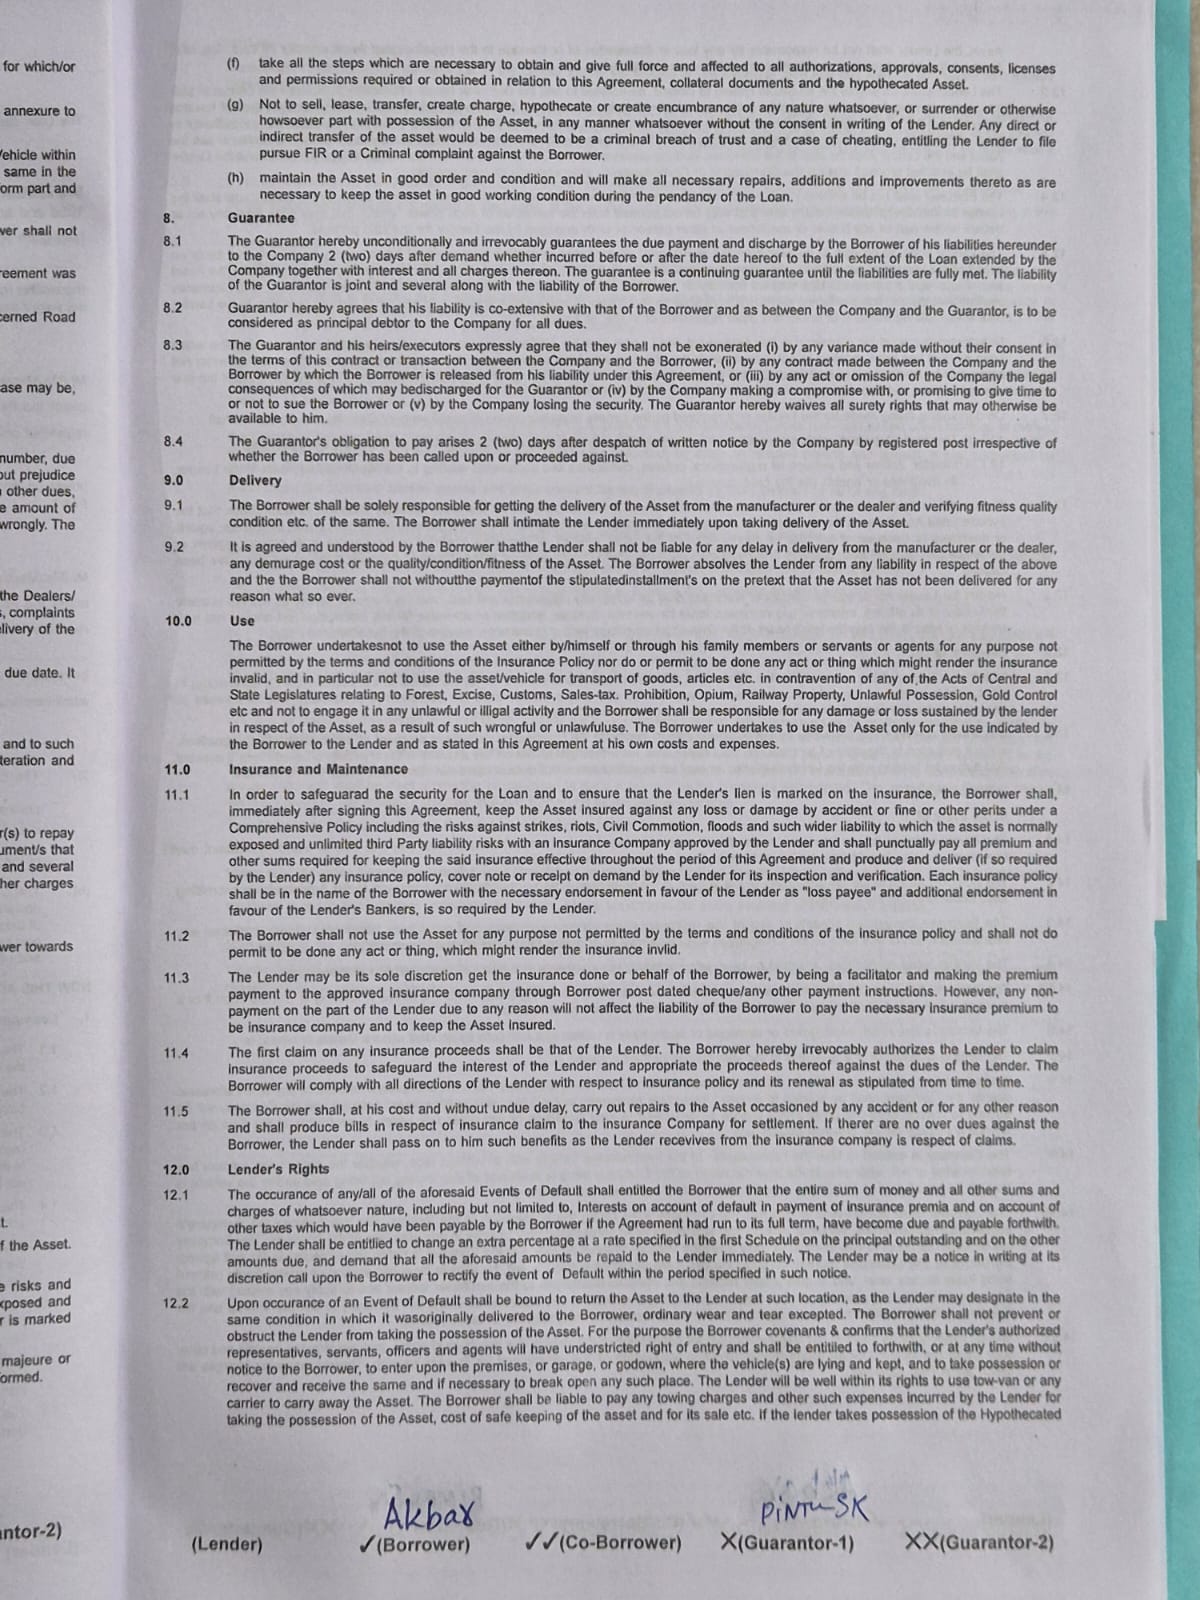 for which/or
annexure to
ehicle within
same in the
orm part and
ver shall not
reement was
cerned Road
ase may be,
number, due
out prejudice
other dues,
e amount of
wrongly. The
the Dealers/
s, complaints
elivery of the
due date. It
and to such
teration and
r(s) to repay
ument/s that
and several
her charges
wer towards
t.
f the Asset.
e risks and
xposed and
r is marked
majeure or
ormed.
antor-2)
(f) take all the steps which are necessary to obtain and give full force and affected to all authorizations, approvals, consents, licenses
and permissions required or obtained in relation to this Agreement, collateral documents and the hypothecated Asset.
(g) Not to sell, lease, transfer, create charge, hypothecate or create encumbrance of any nature whatsoever, or surrender or otherwise
howsoever part with possession of the Asset, in any manner whatsoever without the consent in writing of the Lender. Any direct or
indirect transfer of the asset would be deemed to be a criminal breach of trust and a case of cheating, entitling the Lender to file
pursue FIR or a Criminal complaint against the Borrower.
(h) maintain the Asset in good order and condition and will make all necessary repairs, additions and improvements thereto as are
necessary to keep the asset in good working condition during the pendancy of the Loan.
8. Guarantee
8.1 The Guarantor hereby unconditionally and irrevocably guarantees the due payment and discharge by the Borrower of his liabilities hereunder
to the Company 2 (two) days after demand whether incurred before or after the date hereof to the full extent of the Loan extended by the
Company together with interest and all charges thereon. The guarantee is a continuing guarantee until the liabilities are fully met. The liability
of the Guarantor is joint and several along with the liability of the Borrower.
8.2 Guarantor hereby agrees that his liability is co-extensive with that of the Borrower and as between the Company and the Guarantor, is to be
considered as principal debtor to the Company for all dues.
8.3 The Guarantor and his heirs/executors expressly agree that they shall not be exonerated (i) by any variance made without their consent in
the terms of this contract or transaction between the Company and the Borrower, (ii) by any contract made between the Company and the
Borrower by which the Borrower is released from his liability under this Agreement, or (iii) by any act or omission of the Company the legal
consequences of which may bedischarged for the Guarantor or (iv) by the Company making a compromise with, or promising to give time to
or not to sue the Borrower or (v) by the Company losing the security. The Guarantor hereby waives all surety rights that may otherwise be
available to him.
8.4 The Guarantor's obligation to pay arises 2 (two) days after despatch of written notice by the Company by registered post irrespective of
whether the Borrower has been called upon or proceeded against.
9.0 Delivery
9.1 The Borrower shall be solely responsible for getting the delivery of the Asset from the manufacturer or the dealer and verifying fitness quality
condition etc. of the same. The Borrower shall intimate the Lender immediately upon taking delivery of the Asset.
9.2 It is agreed and understood by the Borrower thatthe Lender shall not be liable for any delay in delivery from the manufacturer or the dealer,
any demurage cost or the quality/condition/fitness of the Asset. The Borrower absolves the Lender from any liability in respect of the above
and the the Borrower shall not withoutthe paymentof the stipulatedinstallment's on the pretext that the Asset has not been delivered for any
reason what so ever.
10.0 Use
The Borrower undertakesnot to use the Asset either by/himself or through his family members or servants or agents for any purpose not
permitted by the terms and conditions of the Insurance Policy nor do or permit to be done any act or thing which might render the insurance
invalid, and in particular not to use the asset/vehicle for transport of goods, articles etc. in contravention of any of the Acts of Central and
State Legislatures relating to Forest, Excise, Customs, Sales-tax. Prohibition, Opium, Railway Property, Unlawful Possession, Gold Control
etc and not to engage it in any unlawful or illigal activity and the Borrower shall be responsible for any damage or loss sustained by the lender
in respect of the Asset, as a result of such wrongful or unlawfuluse. The Borrower undertakes to use the Asset only for the use indicated by
the Borrower to the Lender and as stated in this Agreement at his own costs and expenses.
11.0 Insurance and Maintenance
11.1 In order to safeguarad the security for the Loan and to ensure that the Lender's lien is marked on the insurance, the Borrower shall,
immediately after signing this Agreement, keep the Asset insured against any loss or damage by accident or fine or other perits under a
Comprehensive Policy including the risks against strikes, riots, Civil Commotion, floods and such wider liability to which the asset is normally
exposed and unlimited third Party liability risks with an Insurance Company approved by the Lender and shall punctually pay all premium and
other sums required for keeping the said insurance effective throughout the period of this Agreement and produce and deliver (if so required
by the Lender) any insurance policy, cover note or receipt on demand by the Lender for its inspection and verification. Each insurance policy
shall be in the name of the Borrower with the necessary endorsement in favour of the Lender as "loss payee" and additional endorsement in
favour of the Lender's Bankers, is so required by the Lender.
11.2 The Borrower shall not use the Asset for any purpose not permitted by the terms and conditions of the insurance policy and shall not do
permit to be done any act or thing, which might render the insurance invlid.
11.3 The Lender may be its sole discretion get the insurance done or behalf of the Borrower, by being a facilitator and making the premium
payment to the approved insurance company through Borrower post dated cheque/any other payment instructions. However, any non-
payment on the part of the Lender due to any reason will not affect the liability of the Borrower to pay the necessary insurance premium to
be insurance company and to keep the Asset Insured.
11.4 The first claim on any insurance proceeds shall be that of the Lender. The Borrower hereby irrevocably authorizes the Lender to claim
insurance proceeds to safeguard the interest of the Lender and appropriate the proceeds thereof against the dues of the Lender. The
Borrower will comply with all directions of the Lender with respect to insurance policy and its renewal as stipulated from time to time.
11.5 The Borrower shall, at his cost and without undue delay, carry out repairs to the Asset occasioned by any accident or for any other reason
and shall produce bills in respect of insurance claim to the insurance Company for settlement. If therer are no over dues against the
Borrower, the Lender shall pass on to him such benefits as the Lender recevives from the insurance company is respect of claims.
12.0 Lender's Rights
12.1 The occurance of any/all of the aforesaid Events of Default shall entitled the Borrower that the entire sum of money and all other sums and
charges of whatsoever nature, including but not limited to, Interests on account of default in payment of insurance premia and on account of
other taxes which would have been payable by the Borrower if the Agreement had run to its full term, have become due and payable forthwith.
The Lender shall be entitlied to change an extra percentage at a rate specified in the first Schedule on the principal outstanding and on the other
amounts due, and demand that all the aforesaid amounts be repaid to the Lender immediately. The Lender may be a notice in writing at its
discretion call upon the Borrower to rectify the event of Default within the period specified in such notice.
12.2 Upon occurance of an Event of Default shall be bound to return the Asset to the Lender at such location, as the Lender may designate in the
same condition in which it wasoriginally delivered to the Borrower, ordinary wear and tear excepted. The Borrower shall not prevent or
obstruct the Lender from taking the possession of the Asset. For the purpose the Borrower covenants & confirms that the Lender's authorized
representatives, servants, officers and agents will have understricted right of entry and shall be entitiled to forthwith, or at any time without
notice to the Borrower, to enter upon the premises, or garage, or godown, where the vehicle(s) are lying and kept, and to take possession or
recover and receive the same and if necessary to break open any such place. The Lender will be well within its rights to use tow-van or any
carrier to carry away the Asset. The Borrower shall be liable to pay any towing charges and other such expenses incurred by the Lender for
taking the possession of the Asset, cost of safe keeping of the asset and for its sale etc. if the lender takes possession of the Hypothecated
Akbar PiNTU SK
(Lender) ✓(Borrower) ✓✓(Co-Borrower) X(Guarantor-1) XX(Guarantor-2)